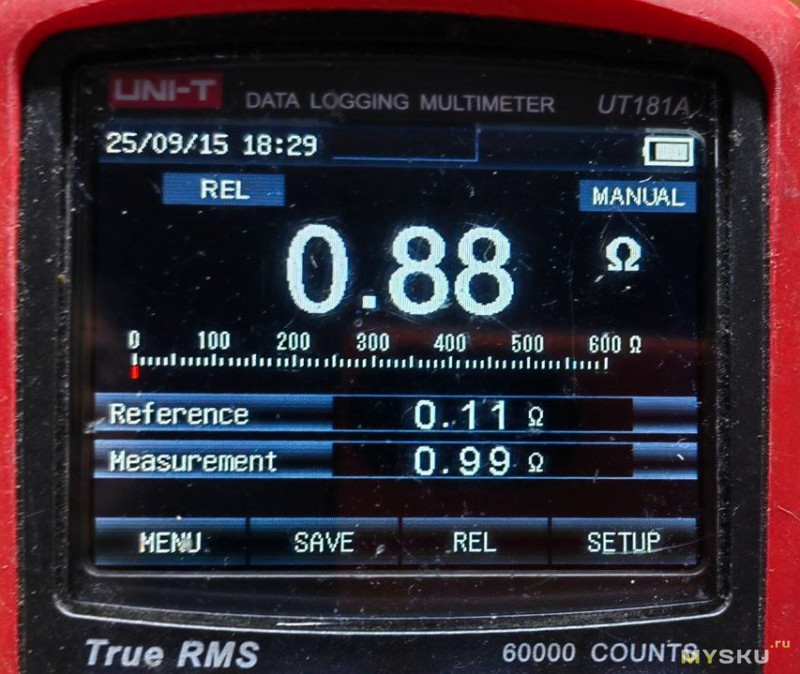 UNI-T DATA LOGGING MULTIMETER UT181A
25/09/15 18:29
REL MANUAL
0.88 Ω
0 100 200 300 400 500 600 Ω
Reference 0.11 Ω
Measurement 0.99 Ω
MENU SAVE REL SETUP
True RMS 60000 COUNTS
MYSKU.ru